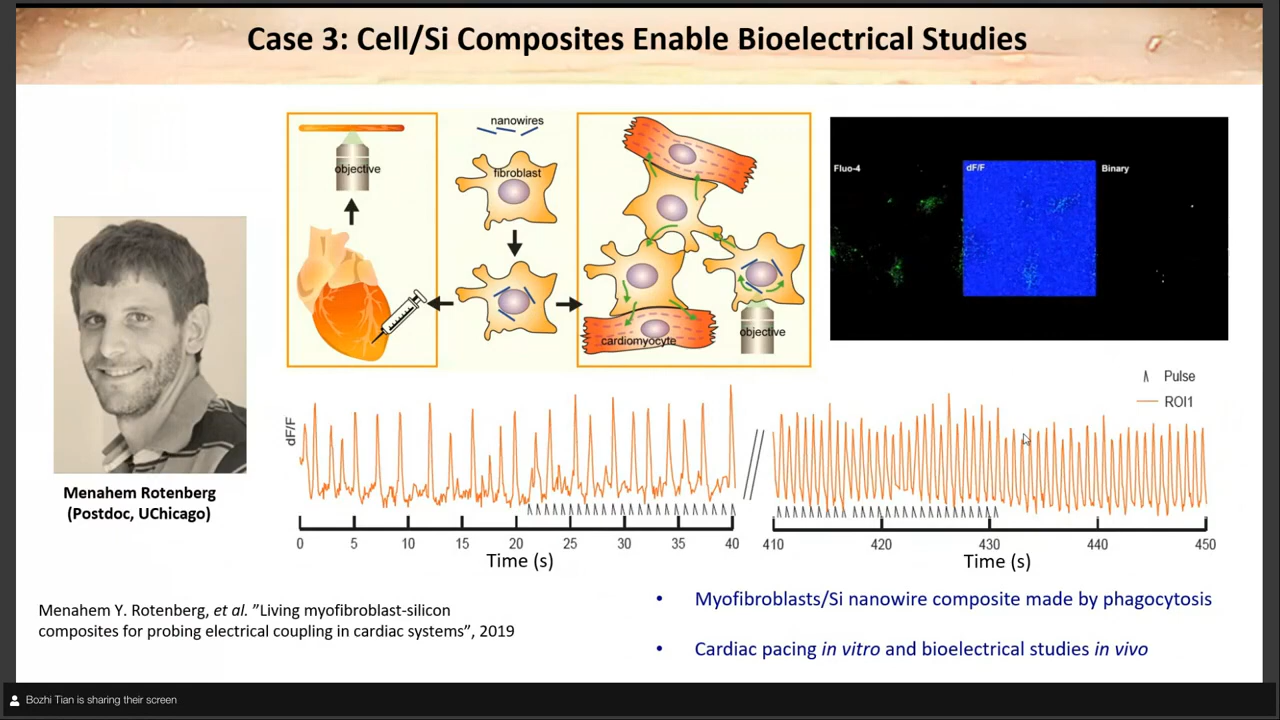 Case 3: Cell/Si Composites Enable Bioelectrical Studies
nanowires
objective
fibroblast
cardiomyocyte
objective
Fluo-4
dF/F
Binary
Menahem Rotenberg
(Postdoc, UChicago)
Pulse
ROI1
dF/F
0 5 10 15 20 25 30 35 40
Time (s)
410 420 430 440 450
Time (s)
Menahem Y. Rotenberg, et al. ”Living myofibroblast-silicon
composites for probing electrical coupling in cardiac systems”, 2019
• Myofibroblasts/Si nanowire composite made by phagocytosis
• Cardiac pacing in vitro and bioelectrical studies in vivo
Bozhi Tian is sharing their screen